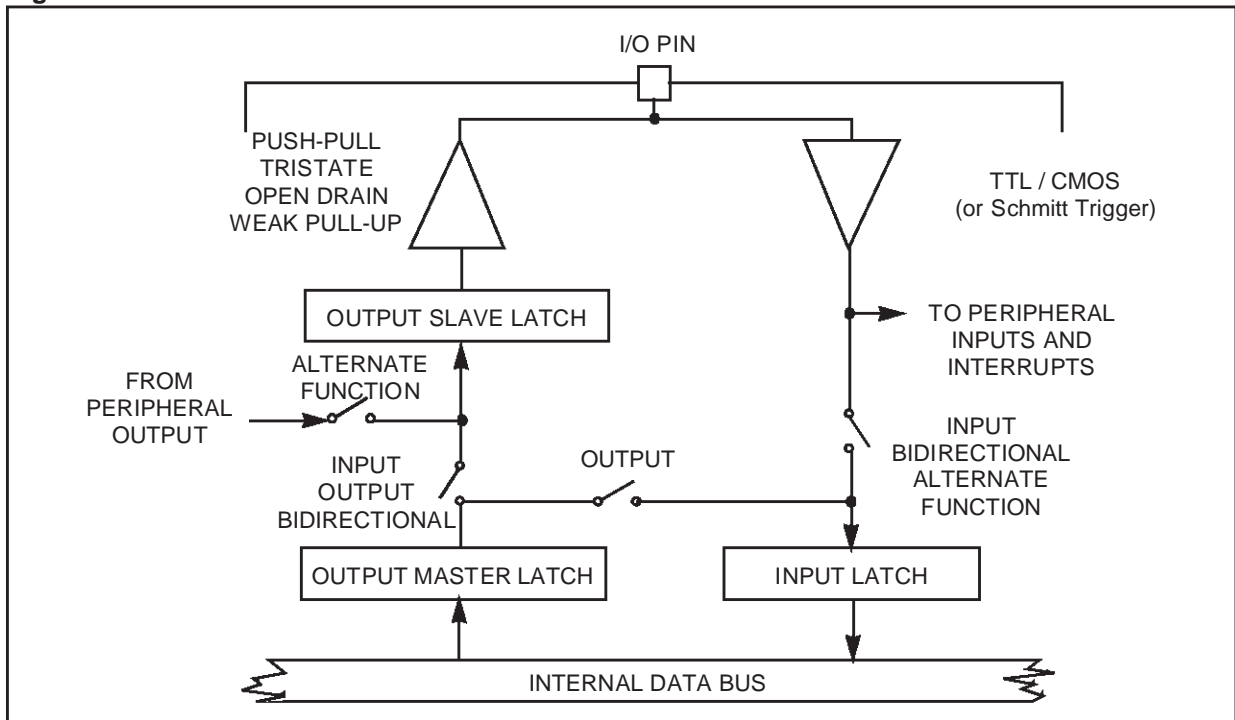 I/O PIN
PUSH-PULL
TRISTATE
OPEN DRAIN
WEAK PULL-UP
TTL / CMOS
(or Schmitt Trigger)
OUTPUT SLAVE LATCH
TO PERIPHERAL
INPUTS AND
INTERRUPTS
ALTERNATE
FUNCTION
FROM
PERIPHERAL
OUTPUT
INPUT
OUTPUT
BIDIRECTIONAL
OUTPUT
INPUT
BIDIRECTIONAL
ALTERNATE
FUNCTION
OUTPUT MASTER LATCH
INPUT LATCH
INTERNAL DATA BUS